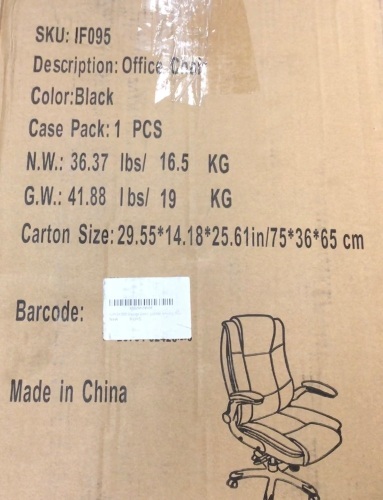 SKU: IF095
Description: Office Chair
Color:Black
Case Pack: 1 PCS
N.W.: 36.37 lbs/ 16.5 KG
G.W.: 41.88 lbs/ 19 KG
Carton Size: 29.55*14.18*25.61in/75*36*65 cm
Barcode:
Made in China